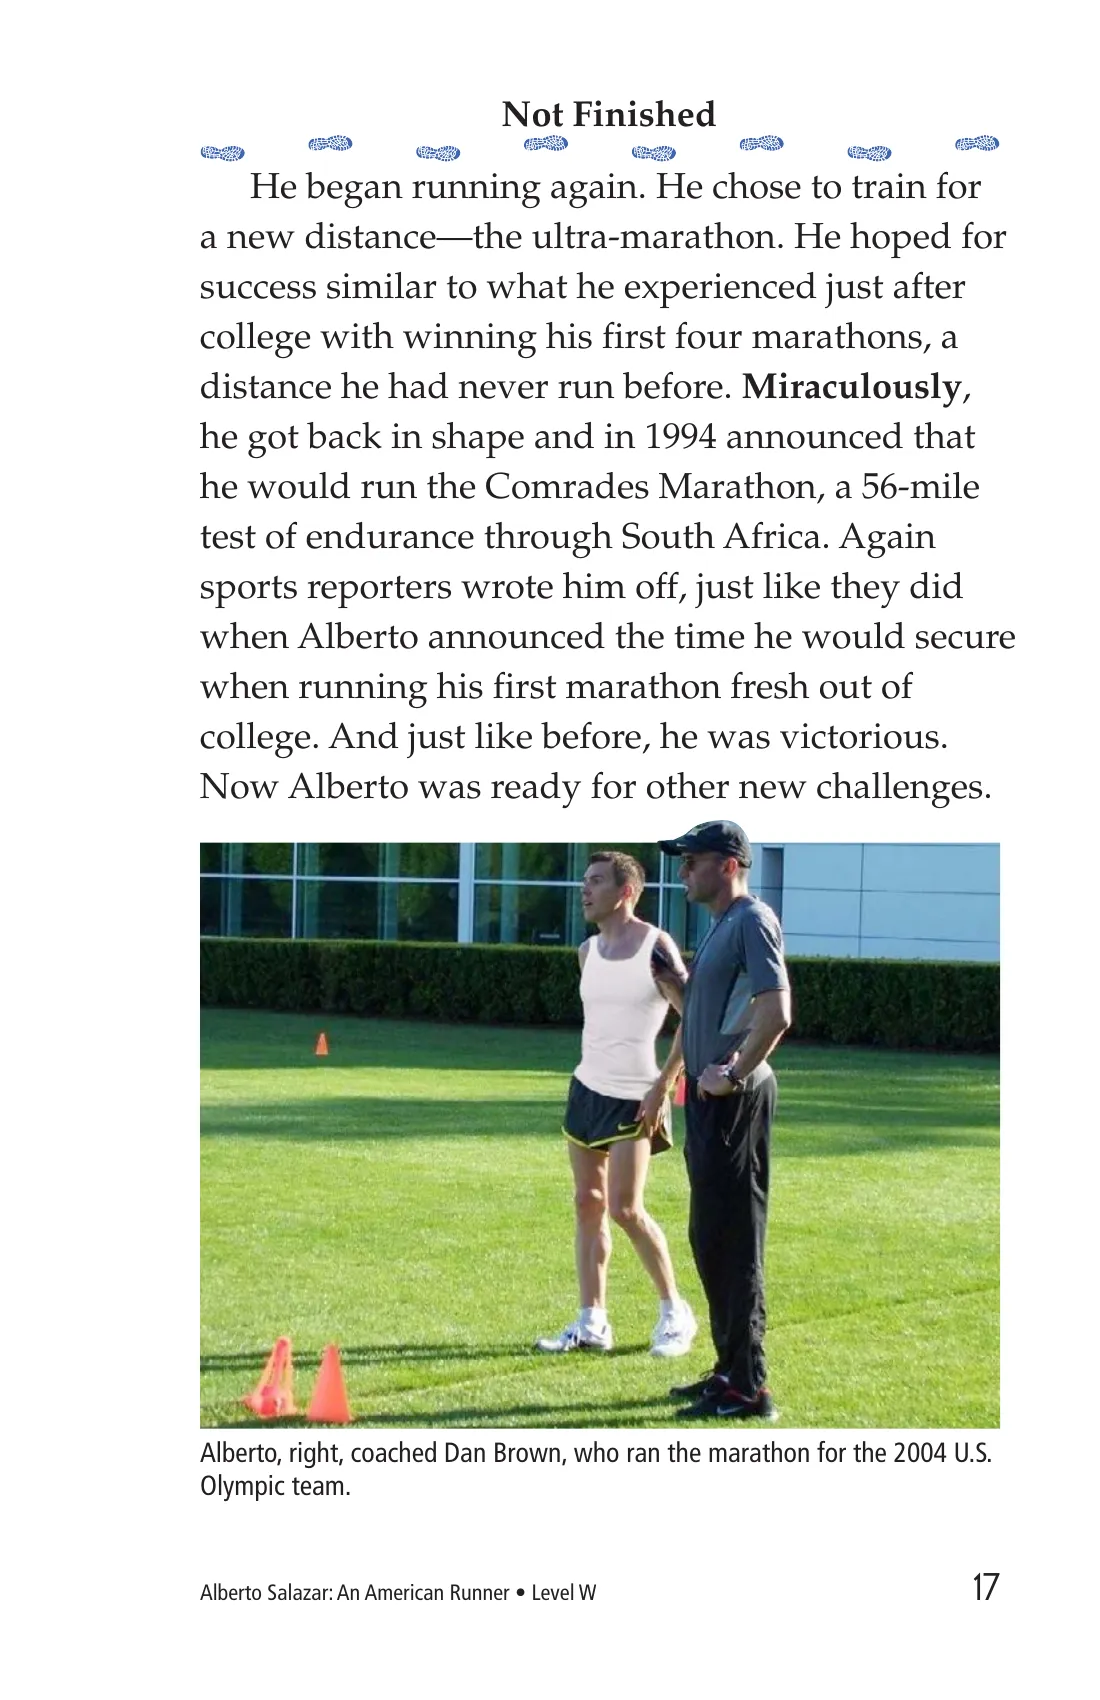 Not Finished
He began running again. He chose to train for
a new distance—the ultra-marathon. He hoped for
success similar to what he experienced just after
college with winning his first four marathons, a
distance he had never run before. Miraculously,
he got back in shape and in 1994 announced that
he would run the Comrades Marathon, a 56-mile
test of endurance through South Africa. Again
sports reporters wrote him off, just like they did
when Alberto announced the time he would secure
when running his first marathon fresh out of
college. And just like before, he was victorious.
Now Alberto was ready for other new challenges.
Alberto, right, coached Dan Brown, who ran the marathon for the 2004 U.S.
Olympic team.
Alberto Salazar: An American Runner • Level W
17